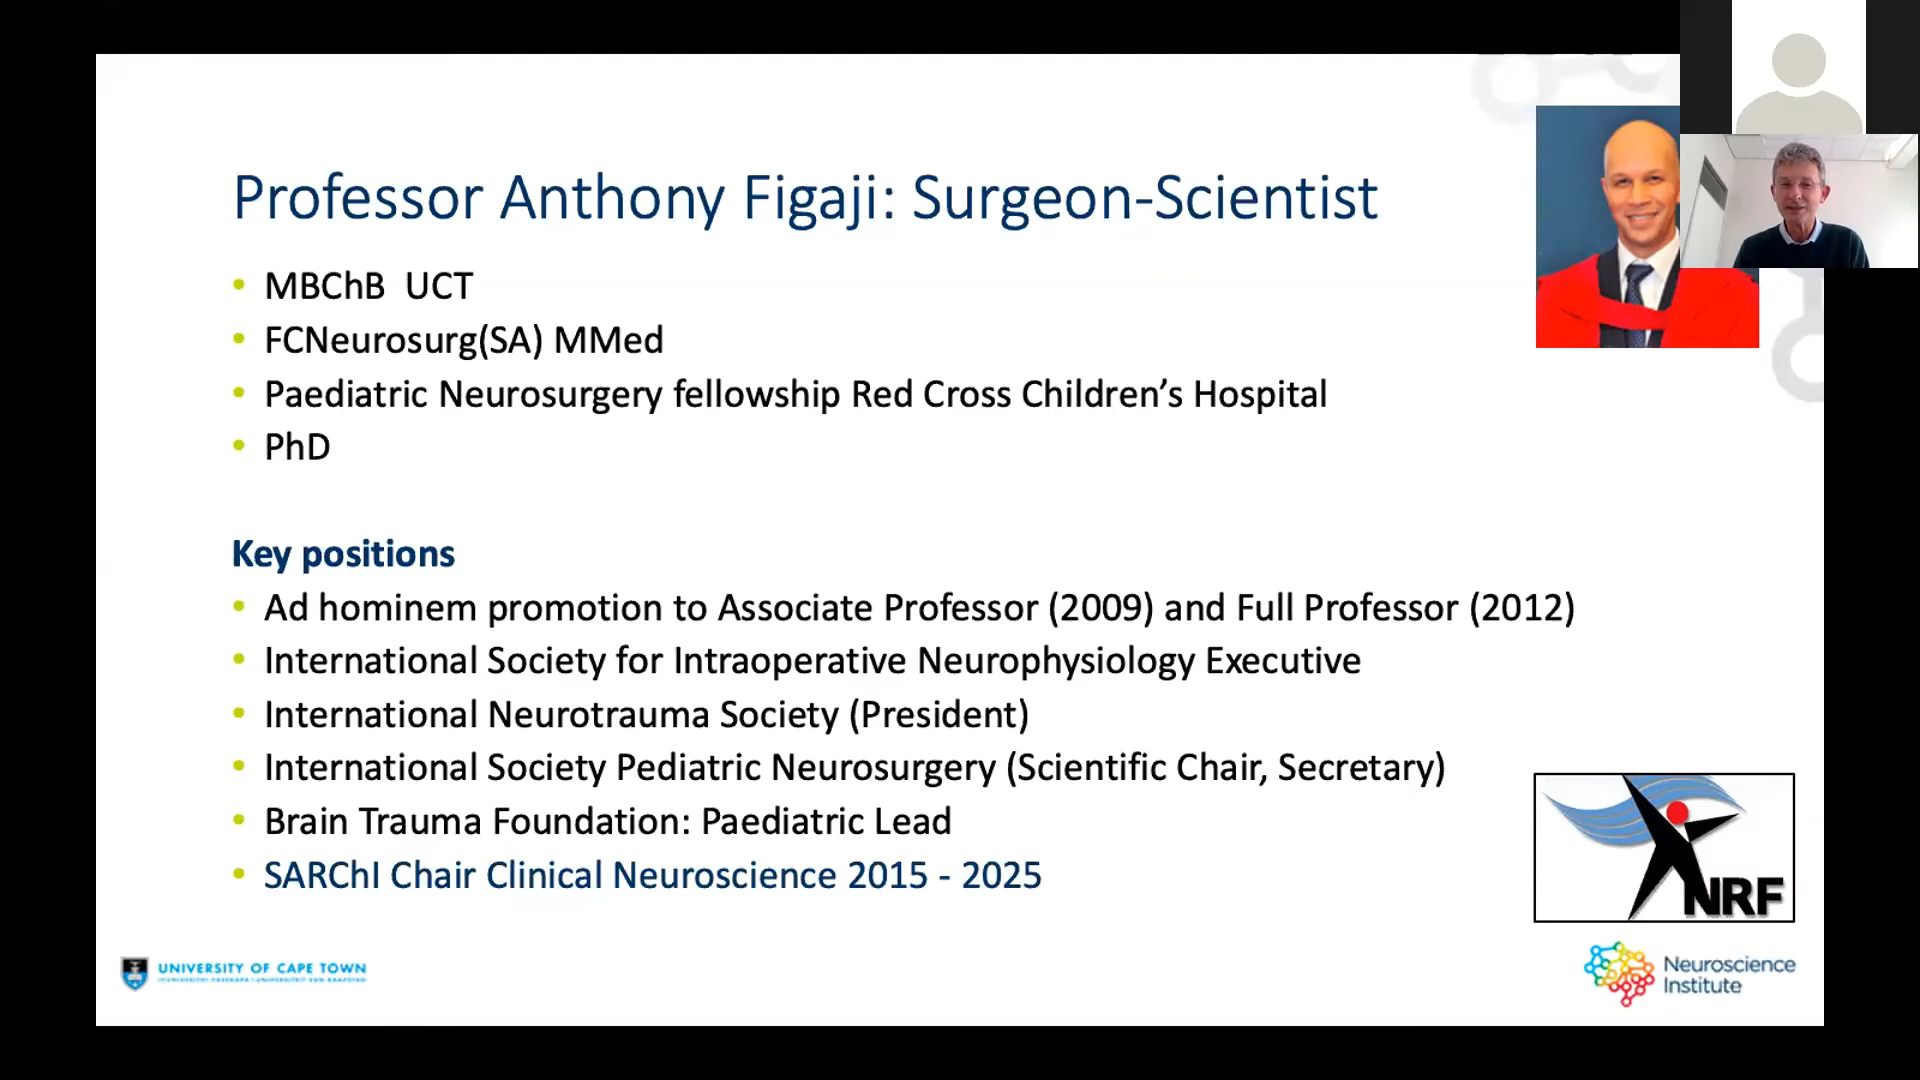 Professor Anthony Figaji: Surgeon-Scientist
• MBChB UCT
• FCNeurosurg(SA) MMed
• Paediatric Neurosurgery fellowship Red Cross Children’s Hospital
• PhD
Key positions
• Ad hominem promotion to Associate Professor (2009) and Full Professor (2012)
• International Society for Intraoperative Neurophysiology Executive
• International Neurotrauma Society (President)
• International Society Pediatric Neurosurgery (Scientific Chair, Secretary)
• Brain Trauma Foundation: Paediatric Lead
• SARChI Chair Clinical Neuroscience 2015 - 2025
NRF
UNIVERSITY OF CAPE TOWN
Neuroscience
Institute